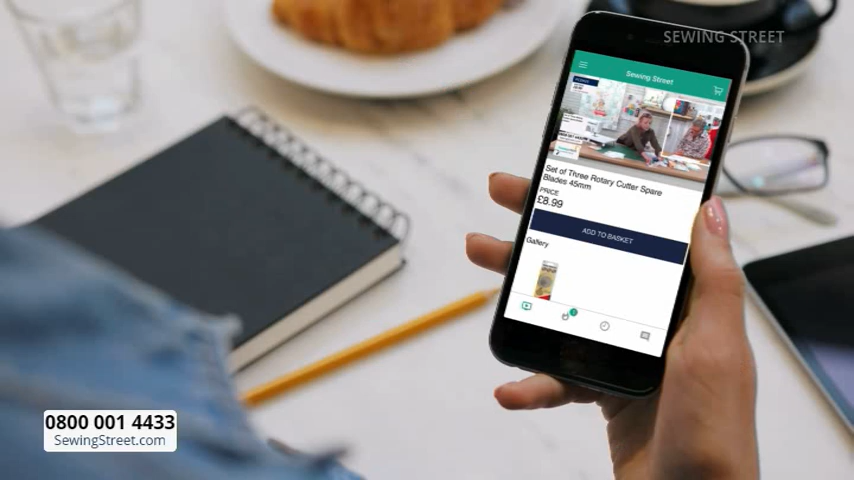 SEWING STREET
Sewing Street
Set of Three Rotary Cutter Spare
Blades 45mm
PRICE
£8.99
ADD TO BASKET
Gallery
0800 001 4433
SewingStreet.com